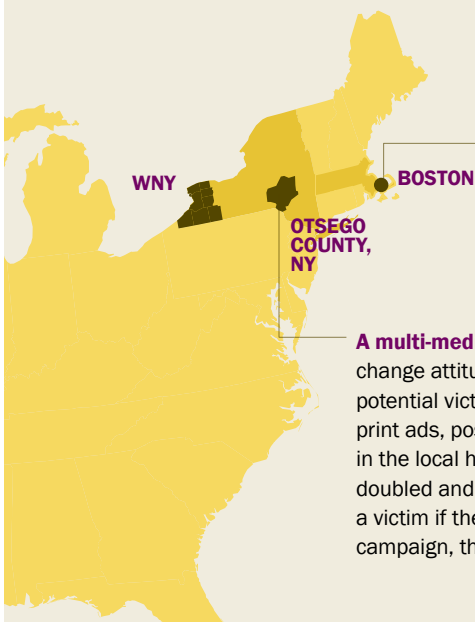 WNY
BOSTON
OTSEGO
COUNTY,
NY
A multi-med
change attitu
potential vict
print ads, pos
in the local h
doubled and
a victim if the
campaign, th